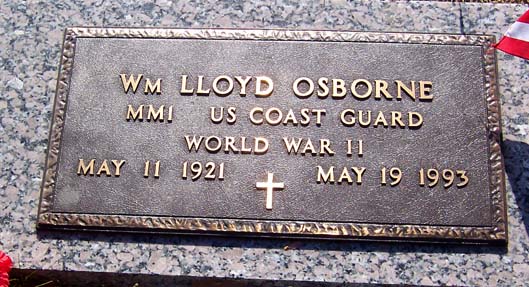 Wm LLOYD OSBORNE
MM1 US COAST GUARD
WORLD WAR II
MAY 11 1921 MAY 19 1993